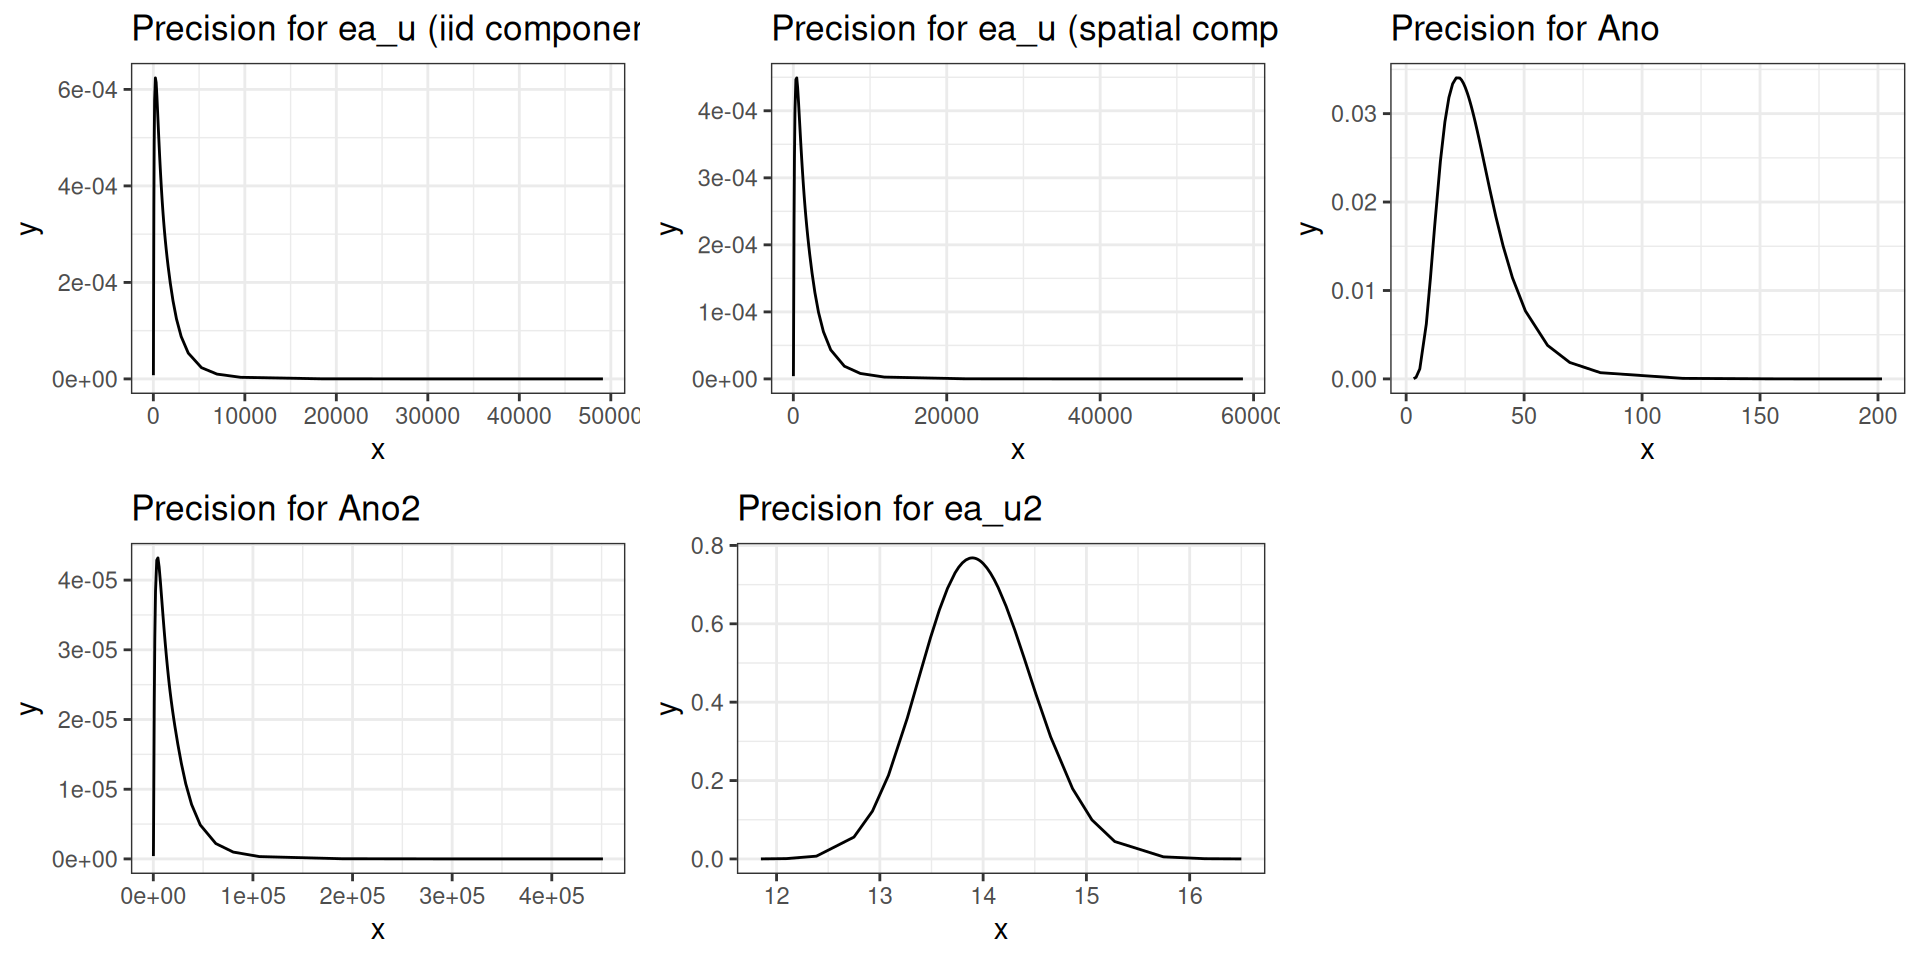 Precision for ea_u (iid componen
6e-04
4e-04
2e-04
0e+00
y
0
10000
20000
30000
40000
50000
x
Precision for ea_u (spatial comp
4e-04
3e-04
2e-04
1e-04
0e+00
y
0
20000
40000
60000
x
Precision for Ano
0.03
0.02
0.01
0.00
y
0
50
100
150
200
x
Precision for Ano2
4e-05
3e-05
2e-05
1e-05
0e+00
y
0e+00
1e+05
2e+05
3e+05
4e+05
x
Precision for ea_u2
0.8
0.6
0.4
0.2
0.0
y
12
13
14
15
16
x